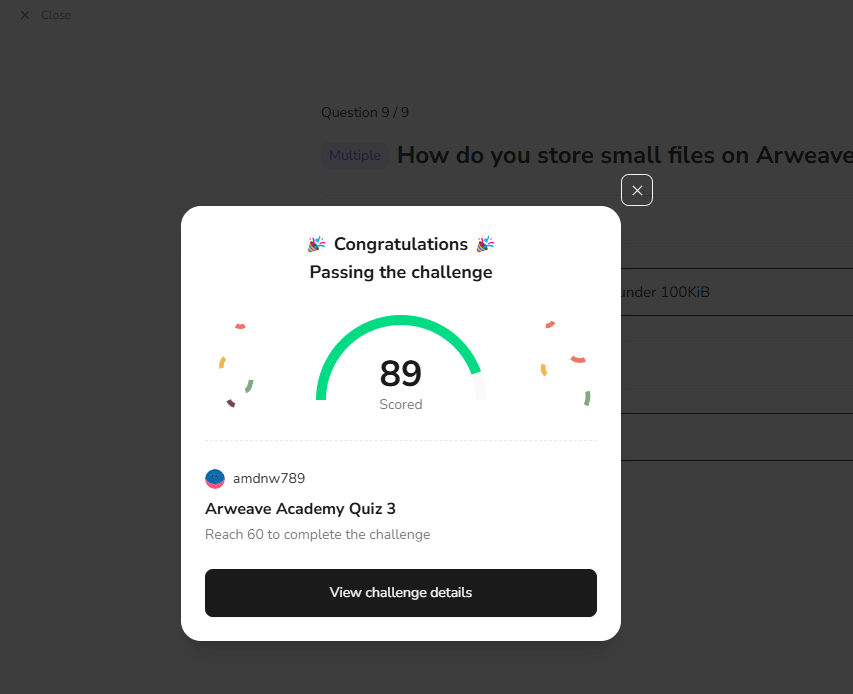 Close
Question 9 / 9
Multiple How do you store small files on Arweave
Congratulations
Passing the challenge
under 100KiB
89
Scored
amdnw789
Arweave Academy Quiz 3
Reach 60 to complete the challenge
View challenge details